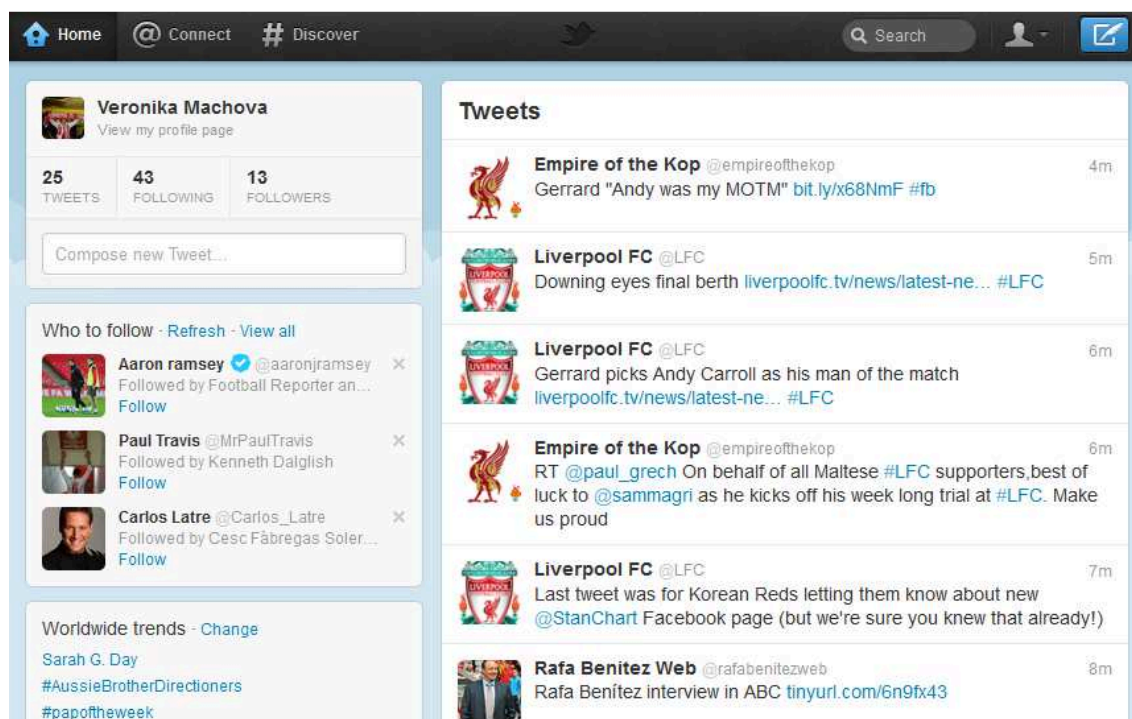 Home
Connect
Discover
Search
Veronika Machova
View my profile page
25
TWEETS
43
FOLLOWING
13
FOLLOWERS
Compose new Tweet...
Who to follow · Refresh · View all
Aaron ramsey @aaronjramsey
Followed by Football Reporter an...
Follow
Paul Travis @MrPaulTravis
Followed by Kenneth Dalglish
Follow
Carlos Latre @Carlos_Latre
Followed by Cesc Fàbregas Soler...
Follow
Worldwide trends · Change
Sarah G. Day
#AussieBrotherDirectioners
#papoftheweek
Tweets
Empire of the Kop @empireofthekop 4m
Gerrard "Andy was my MOTM" bit.ly/x68NmF #fb
Liverpool FC @LFC 5m
Downing eyes final berth liverpoolfc.tv/news/latest-ne... #LFC
Liverpool FC @LFC 6m
Gerrard picks Andy Carroll as his man of the match
liverpoolfc.tv/news/latest-ne... #LFC
Empire of the Kop @empireofthekop 6m
RT @paul_grech On behalf of all Maltese #LFC supporters,best of
luck to @sammagri as he kicks off his week long trial at #LFC. Make
us proud
Liverpool FC @LFC 7m
Last tweet was for Korean Reds letting them know about new
@StanChart Facebook page (but we're sure you knew that already!)
Rafa Benitez Web @rafabenitezweb 8m
Rafa Benítez interview in ABC tinyurl.com/6n9fx43